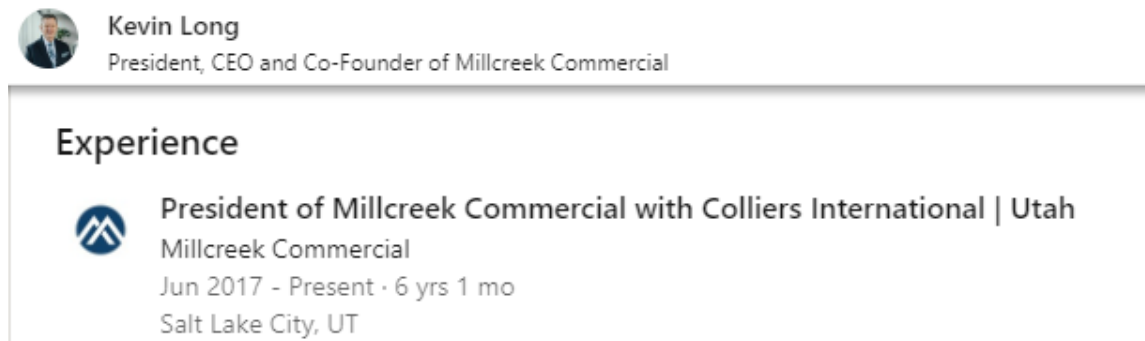 Kevin Long
President, CEO and Co-Founder of Millcreek Commercial
Experience
President of Millcreek Commercial with Colliers International | Utah
Millcreek Commercial
Jun 2017 - Present · 6 yrs 1 mo
Salt Lake City, UT